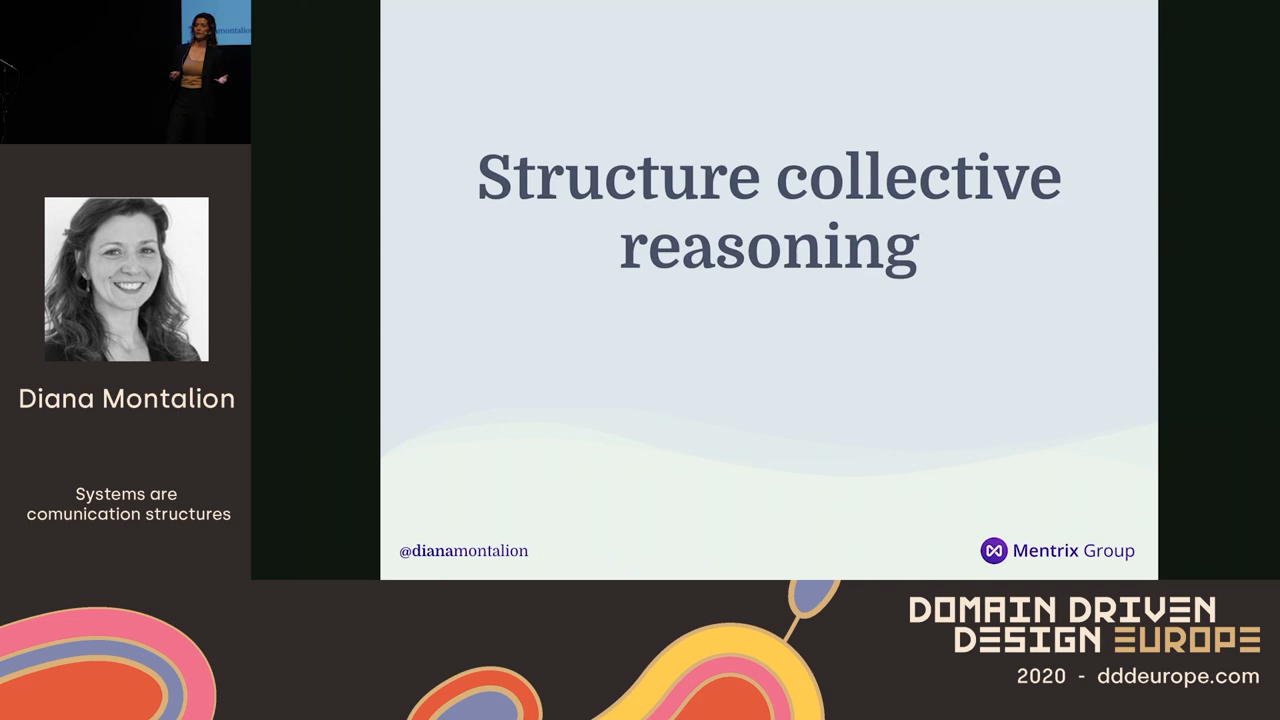 montalion
Diana Montalion
Systems are
comunication structures
Structure collective
reasoning
@dianamontalion
Mentrix Group
DOMAIN DRIVEN
DESIGN EUROPE
2020 - dddeurope.com